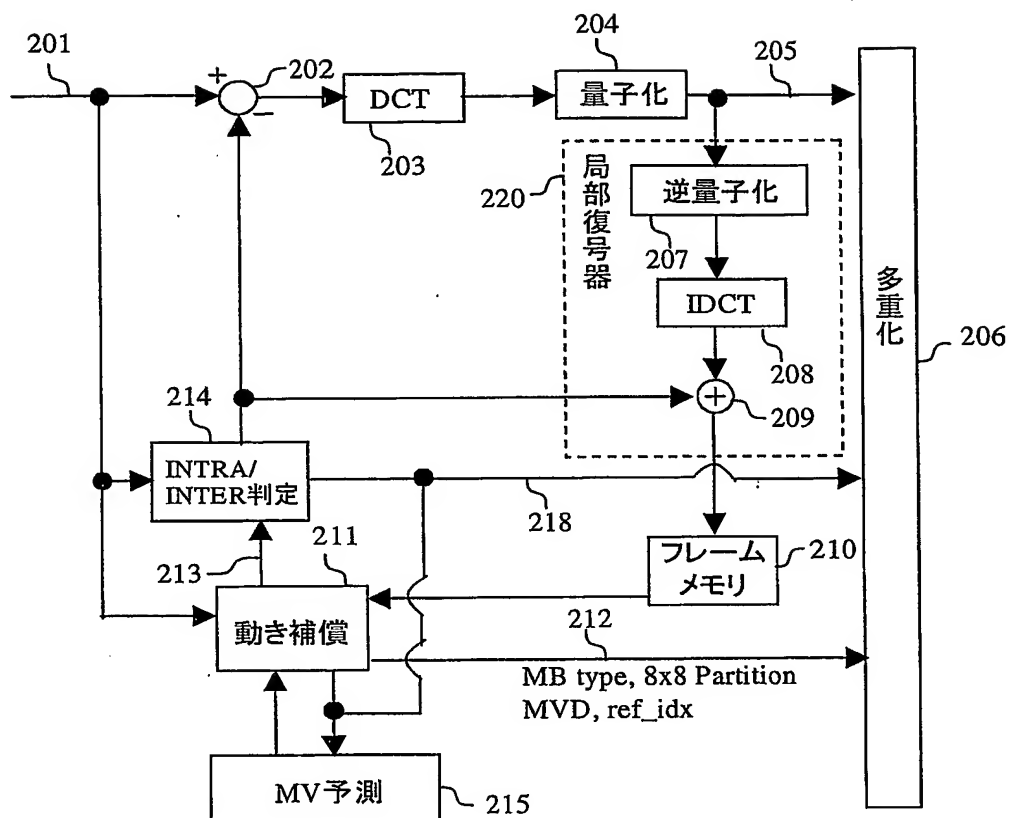 201
+
202
−
DCT
203
204
量子化
205
局部復号器
220
逆量子化
207
IDCT
208
+
209
多重化
206
214
INTRA/
INTER判定
218
213
211
動き補償
フレーム
メモリ
210
212
MB type, 8x8 Partition
MVD, ref_idx
MV予測
215